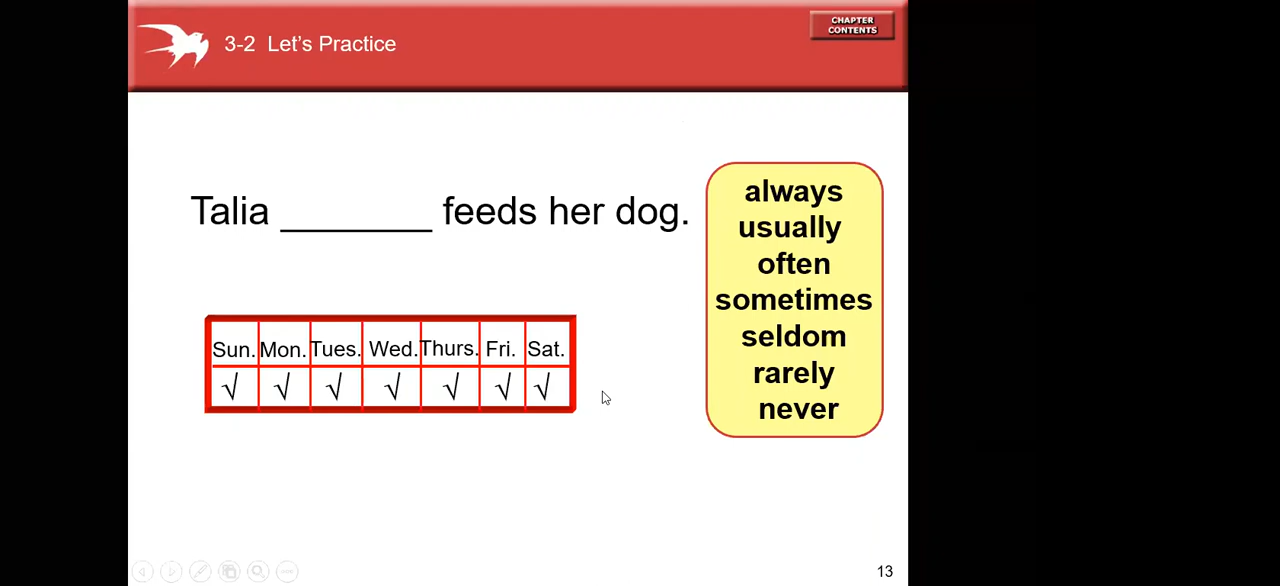 3-2 Let's Practice
CHAPTER
CONTENTS
Talia _______ feeds her dog.
always
usually
often
sometimes
seldom
rarely
never
Sun. Mon. Tues. Wed. Thurs. Fri. Sat.
√ √ √ √ √ √ √
13